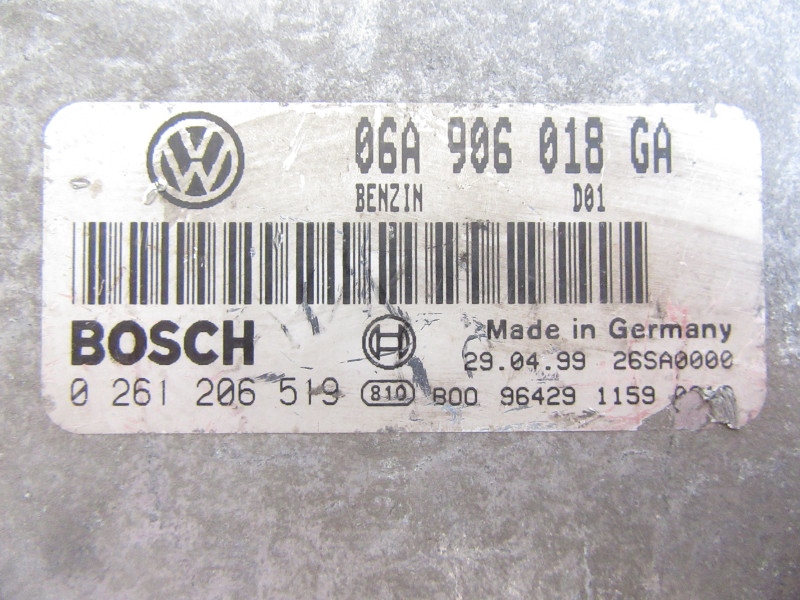 06A 906 018 GA
BENZIN D01
BOSCH
Made in Germany
29.04.99 26SA0000
0 261 206 519 810 B00 96429 1159